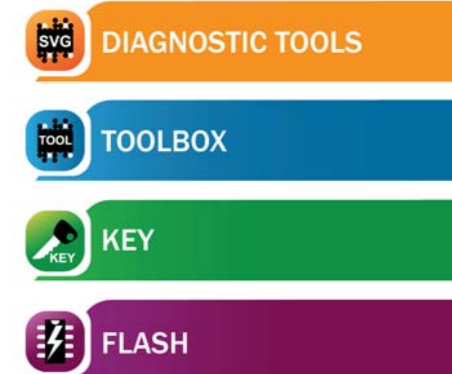 SVG
DIAGNOSTIC TOOLS
TOOL
TOOLBOX
KEY
KEY
FLASH